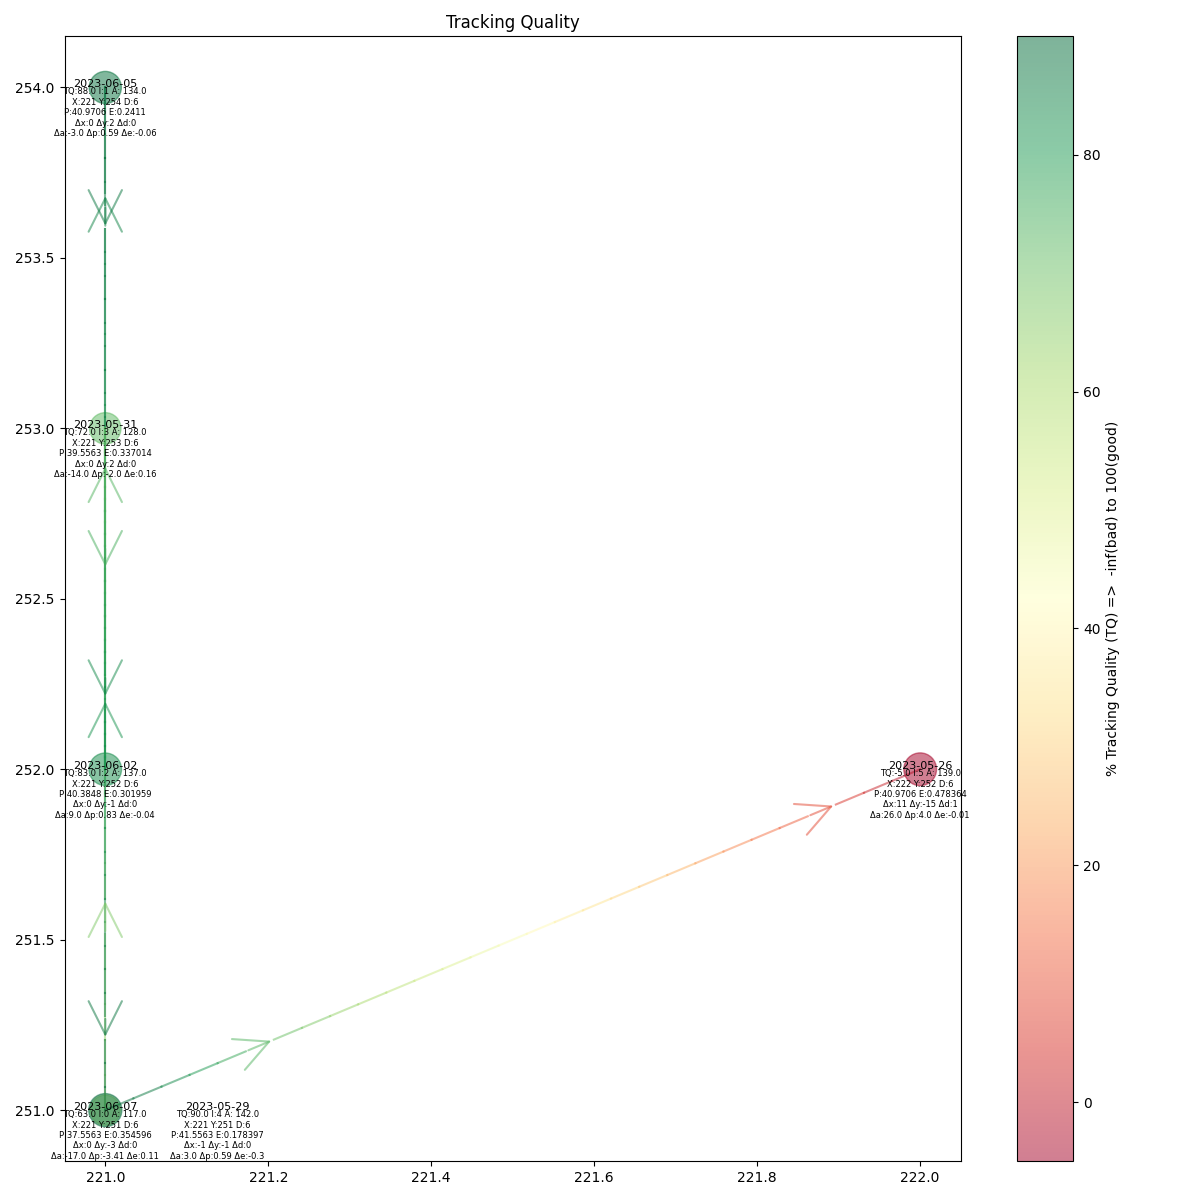 Tracking Quality
254.0
253.5
253.0
252.5
252.0
251.5
251.0
2023-06-05
TQ:88.0 I:1 A: 134.0
X:221 Y:254 D:6
P:40.9706 E:0.2411
Δx:0 Δy:2 Δd:0
Δa:-3.0 Δp:0.59 Δe:-0.06
2023-05-31
TQ:72.0 I:3 A: 128.0
X:221 Y:253 D:6
P:39.5563 E:0.337014
Δx:0 Δy:2 Δd:0
Δa:-14.0 Δp:-2.0 Δe:0.16
2023-06-02
TQ:83.0 I:2 A: 137.0
X:221 Y:252 D:6
P:40.3848 E:0.301959
Δx:0 Δy:-1 Δd:0
Δa:9.0 Δp:0.83 Δe:-0.04
2023-05-26
TQ:-5.0 I:5 A: 139.0
X:222 Y:252 D:6
P:40.9706 E:0.478364
Δx:11 Δy:-15 Δd:1
Δa:26.0 Δp:4.0 Δe:-0.01
2023-06-07
TQ:63.0 I:0 A: 117.0
X:221 Y:251 D:6
P:37.5563 E:0.354596
Δx:0 Δy:-3 Δd:0
Δa:-17.0 Δp:-3.41 Δe:0.11
2023-05-29
TQ:90.0 I:4 A: 142.0
X:221 Y:251 D:6
P:41.5563 E:0.178397
Δx:-1 Δy:-1 Δd:0
Δa:3.0 Δp:0.59 Δe:-0.3
221.0
221.2
221.4
221.6
221.8
222.0
80
60
40
20
0
% Tracking Quality (TQ) => -inf(bad) to 100(good)